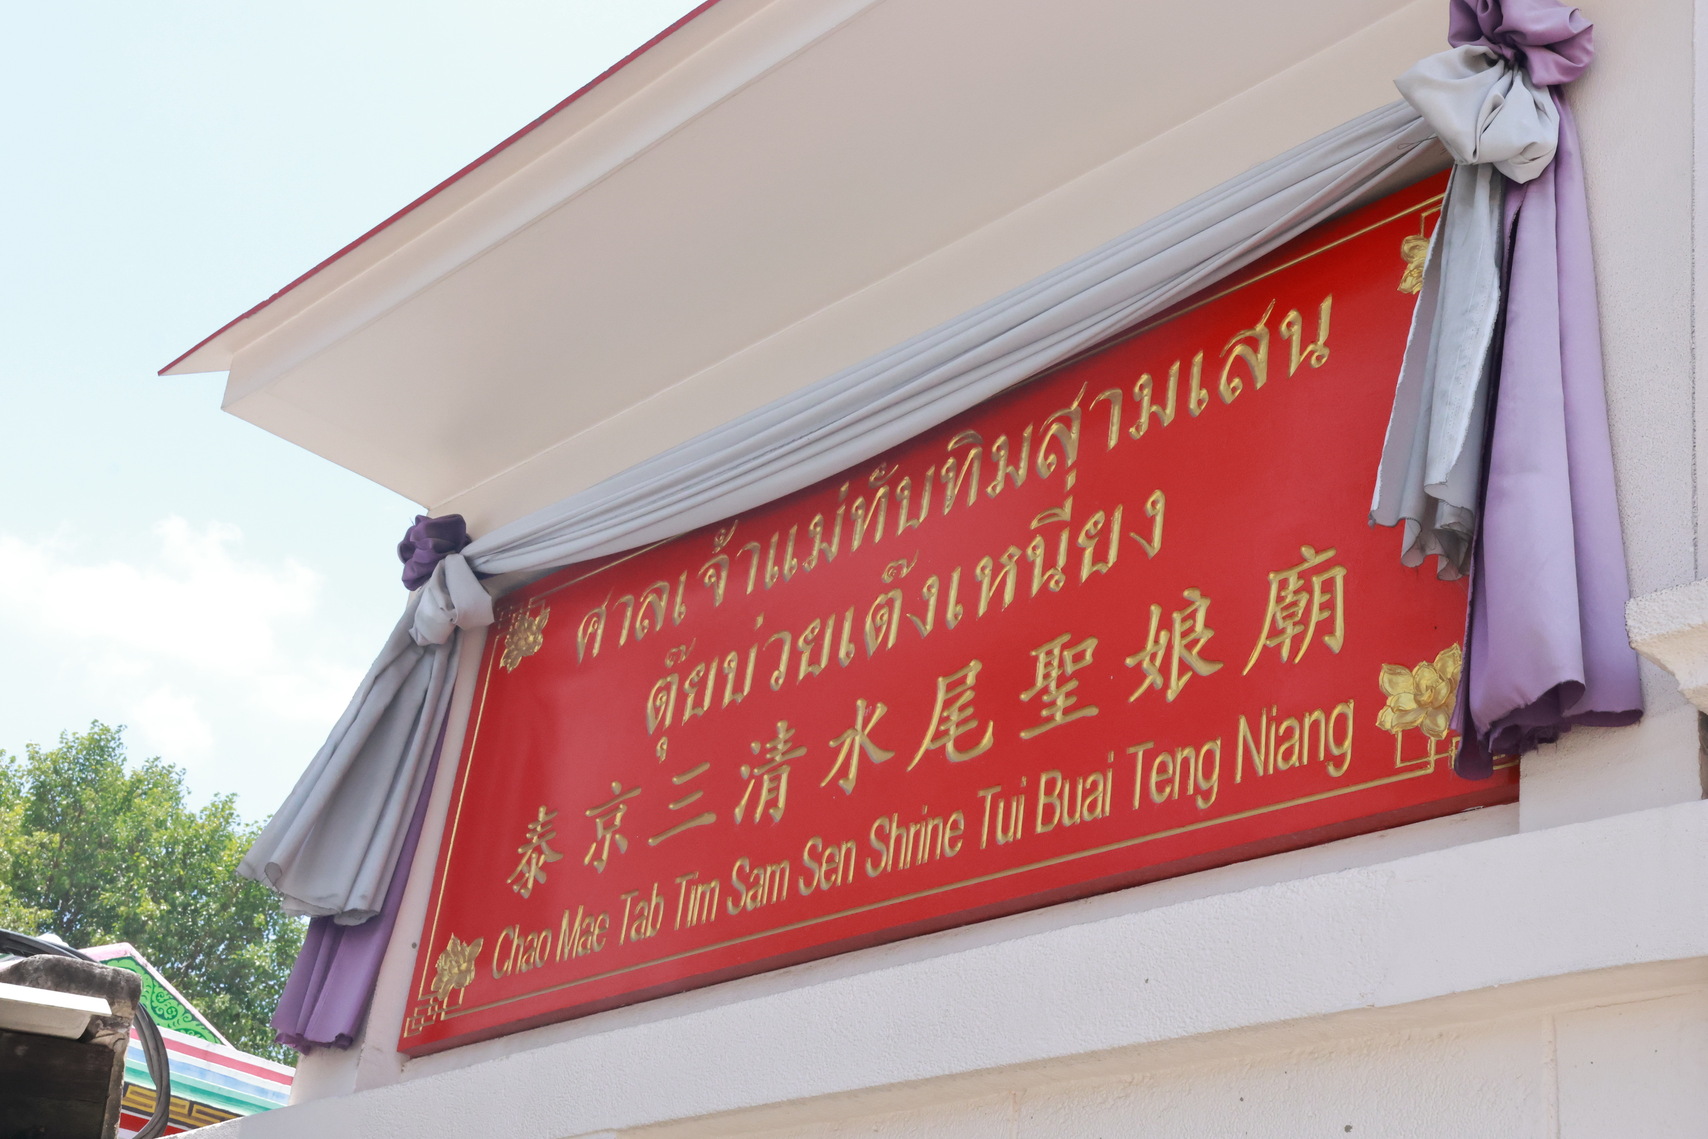 ศาลเจ้าแม่ทับทิมสามเสน
ตุ๊ยบ่วยเต๊งเหนี่ยง
泰京三清水尾聖娘廟
Chao Mae Tab Tim Sam Sen Shrine Tui Buai Teng Niang